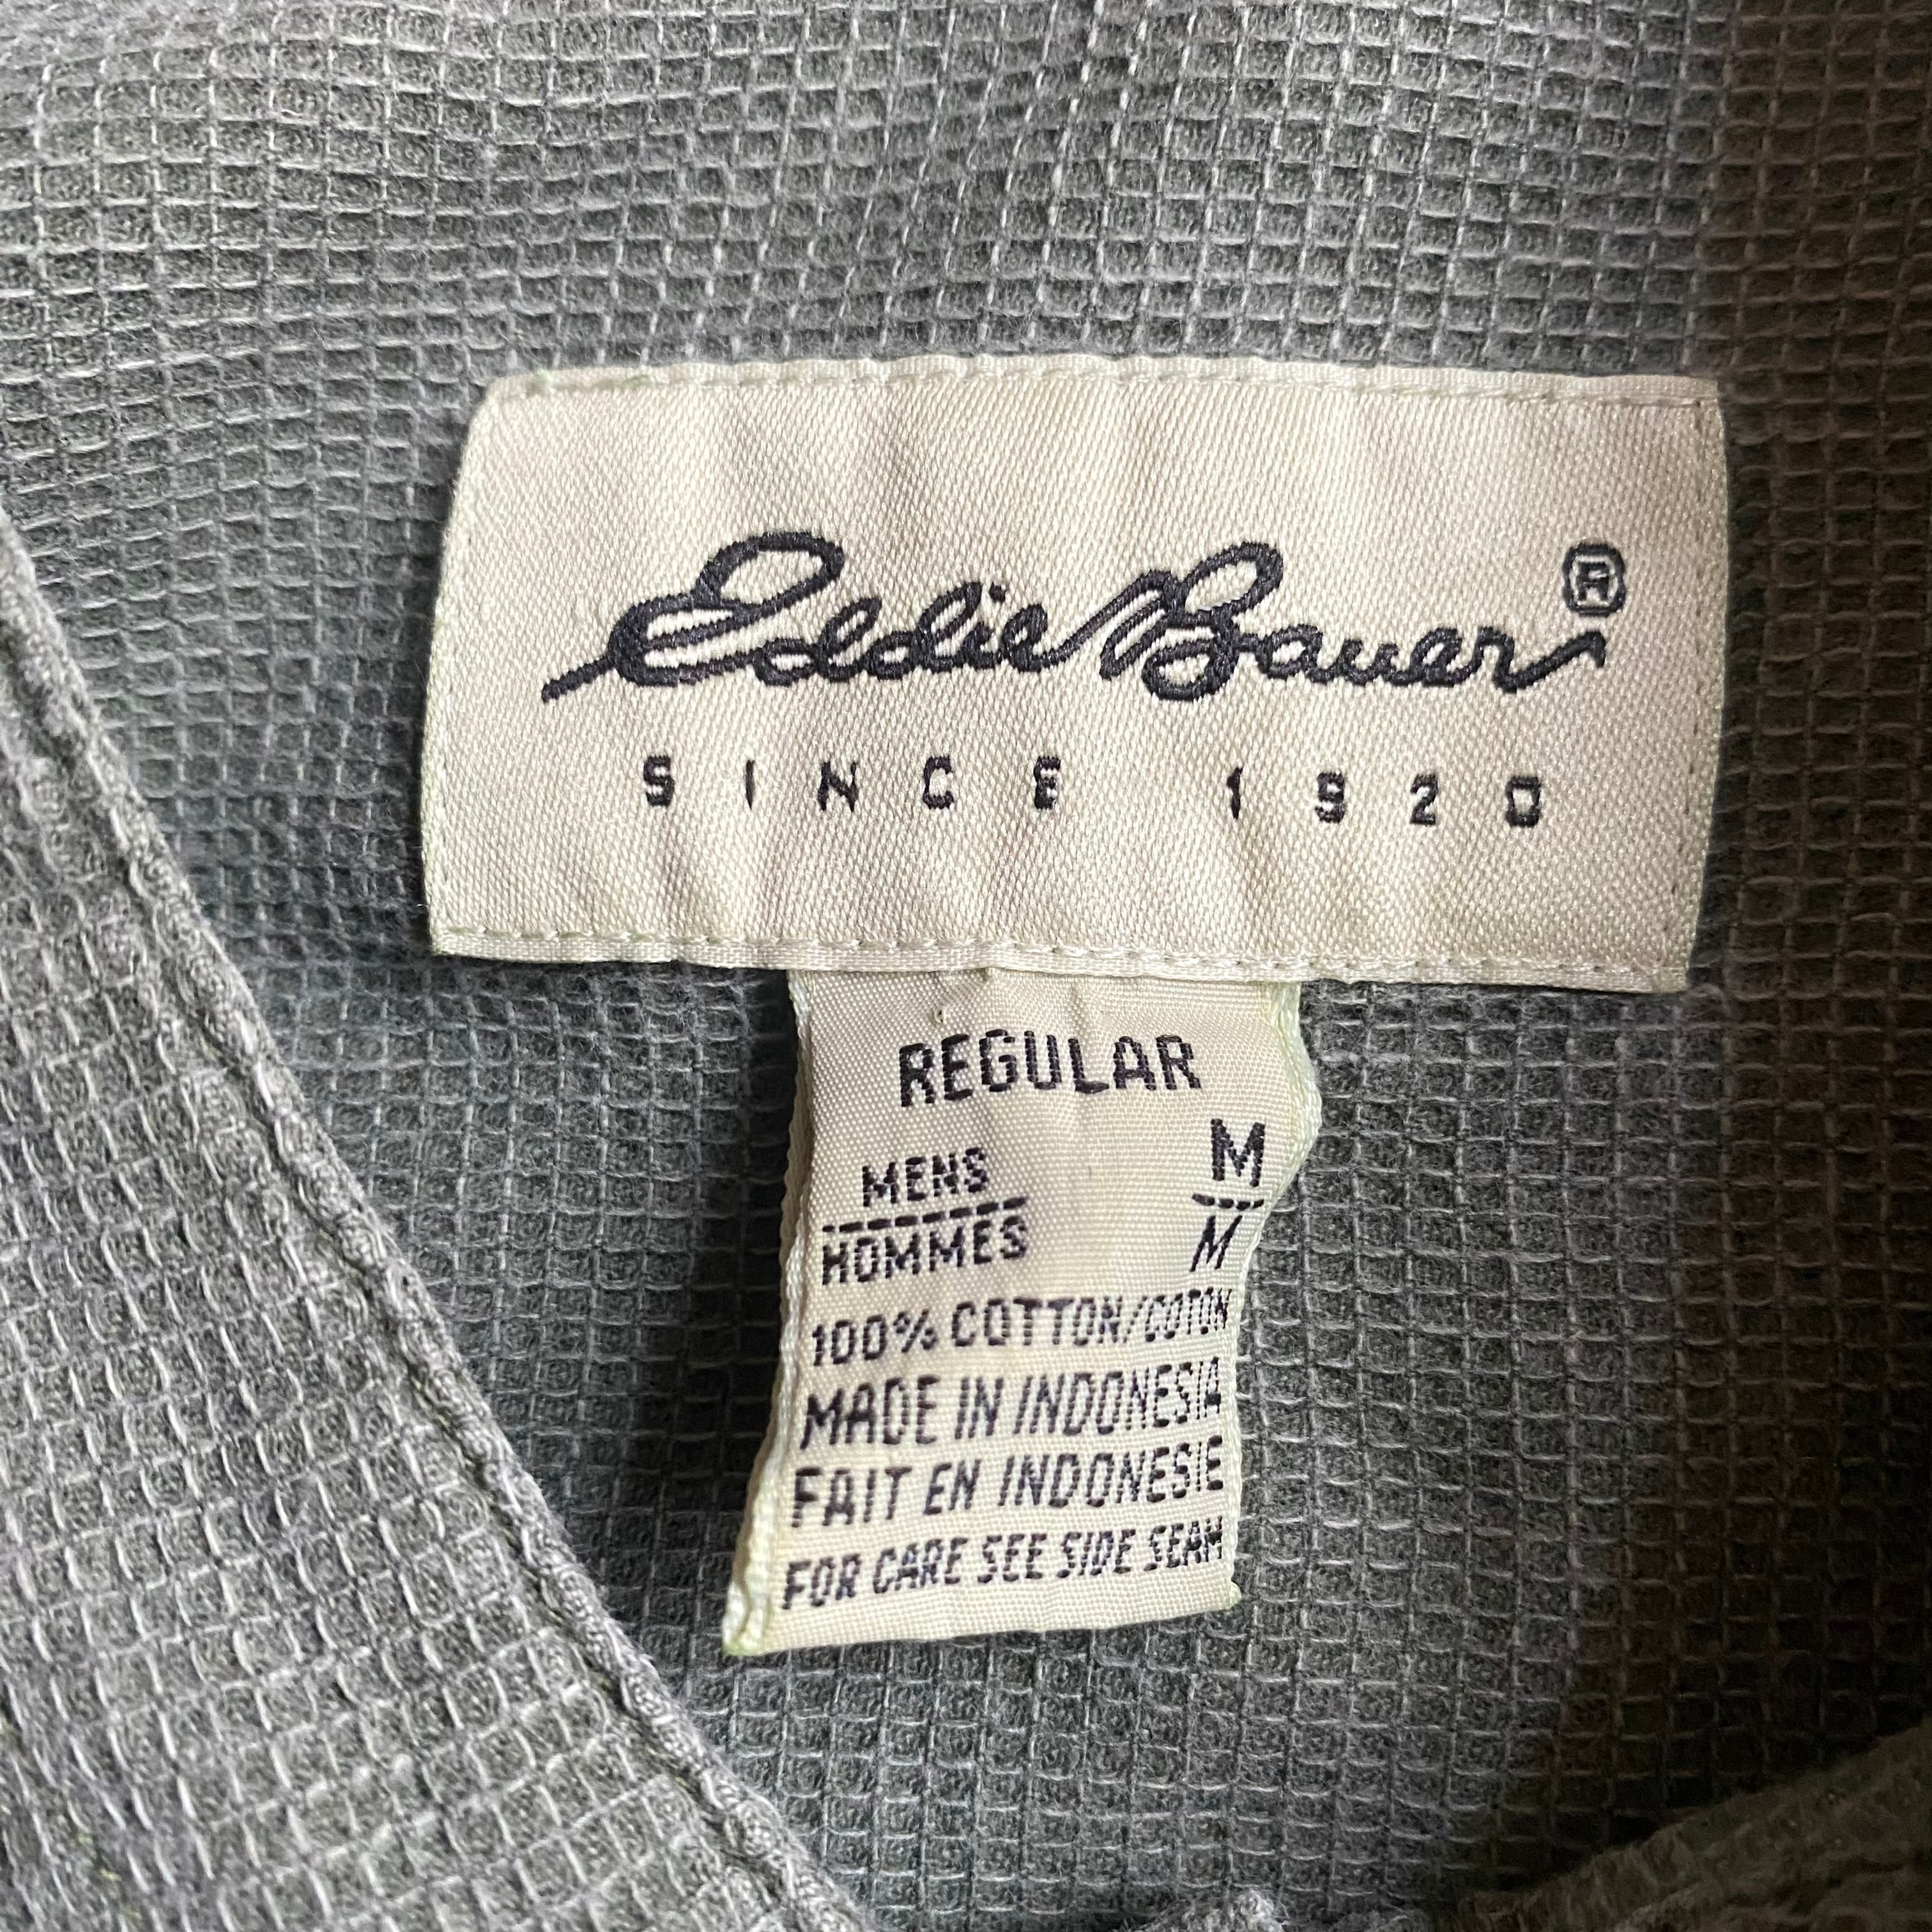 Eddie Bauer®
SINCE 1920
REGULAR
MENS M
HOMMES M
100% COTTON/COTON
MADE IN INDONESIA
FAIT EN INDONESIE
FOR CARE SEE SIDE SEAM